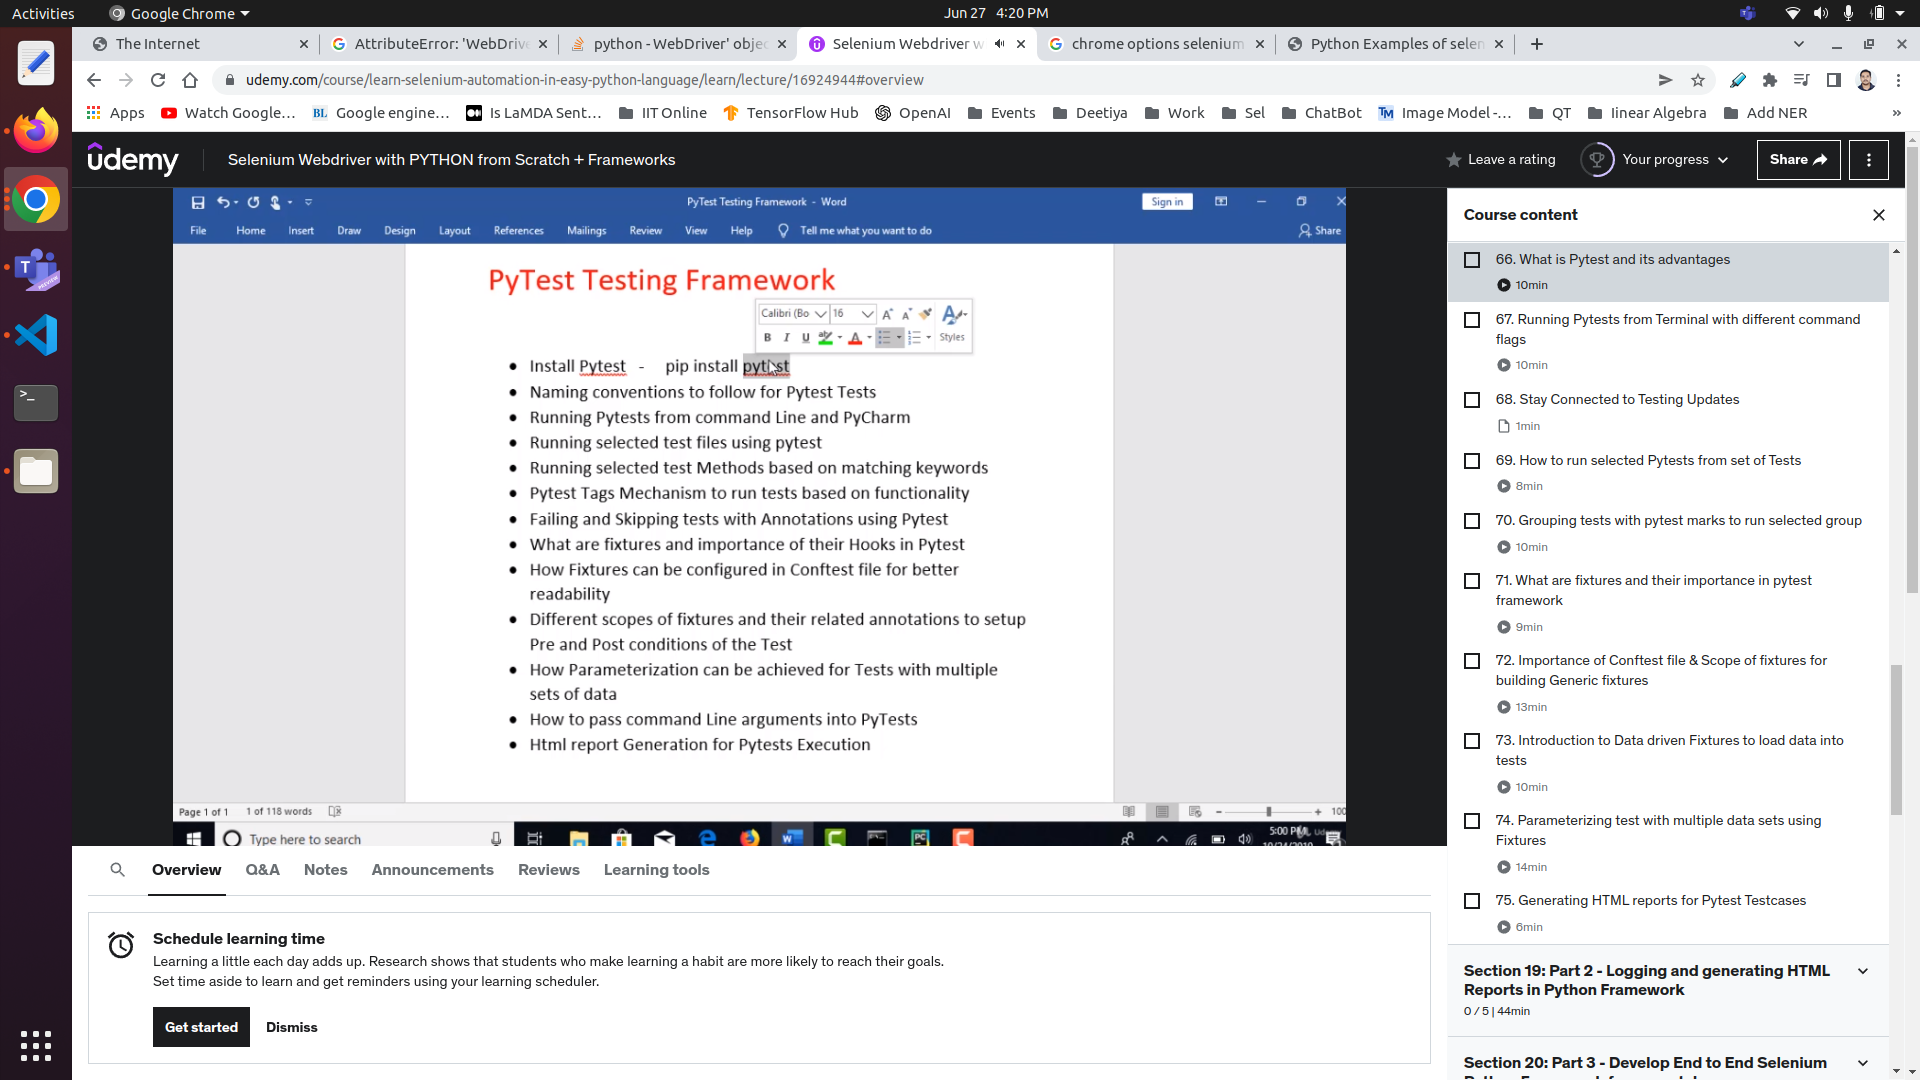 Activities
Google Chrome
Jun 27 4:20 PM
The Internet
AttributeError: 'WebDrive
python - WebDriver' objec
Selenium Webdriver w
chrome options selenium
Python Examples of selen
udemy.com/course/learn-selenium-automation-in-easy-python-language/learn/lecture/16924944#overview
Apps
Watch Google...
Google engine...
Is LaMDA Sent...
IIT Online
TensorFlow Hub
OpenAI
Events
Deetiya
Work
Sel
ChatBot
Image Model -...
QT
linear Algebra
Add NER
»
udemy
Selenium Webdriver with PYTHON from Scratch + Frameworks
Leave a rating
Your progress
Share
PyTest Testing Framework - Word
Sign in
File Home Insert Draw Design Layout References Mailings Review View Help Tell me what you want to do Share
PyTest Testing Framework
Calibri (Bo 16
B I U Styles
• Install Pytest - pip install pytest
• Naming conventions to follow for Pytest Tests
• Running Pytests from command Line and PyCharm
• Running selected test files using pytest
• Running selected test Methods based on matching keywords
• Pytest Tags Mechanism to run tests based on functionality
• Failing and Skipping tests with Annotations using Pytest
• What are fixtures and importance of their Hooks in Pytest
• How Fixtures can be configured in Conftest file for better
readability
• Different scopes of fixtures and their related annotations to setup
Pre and Post conditions of the Test
• How Parameterization can be achieved for Tests with multiple
sets of data
• How to pass command Line arguments into PyTests
• Html report Generation for Pytests Execution
Page 1 of 1 1 of 118 words
100
Type here to search
5:00 PM
Course content
66. What is Pytest and its advantages
10min
67. Running Pytests from Terminal with different command
flags
10min
68. Stay Connected to Testing Updates
1min
69. How to run selected Pytests from set of Tests
8min
70. Grouping tests with pytest marks to run selected group
10min
71. What are fixtures and their importance in pytest
framework
9min
72. Importance of Conftest file & Scope of fixtures for
building Generic fixtures
13min
73. Introduction to Data driven Fixtures to load data into
tests
10min
74. Parameterizing test with multiple data sets using
Fixtures
14min
75. Generating HTML reports for Pytest Testcases
6min
Section 19: Part 2 - Logging and generating HTML
Reports in Python Framework
0 / 5 | 44min
Section 20: Part 3 - Develop End to End Selenium
Overview
Q&A
Notes
Announcements
Reviews
Learning tools
Schedule learning time
Learning a little each day adds up. Research shows that students who make learning a habit are more likely to reach their goals.
Set time aside to learn and get reminders using your learning scheduler.
Get started
Dismiss